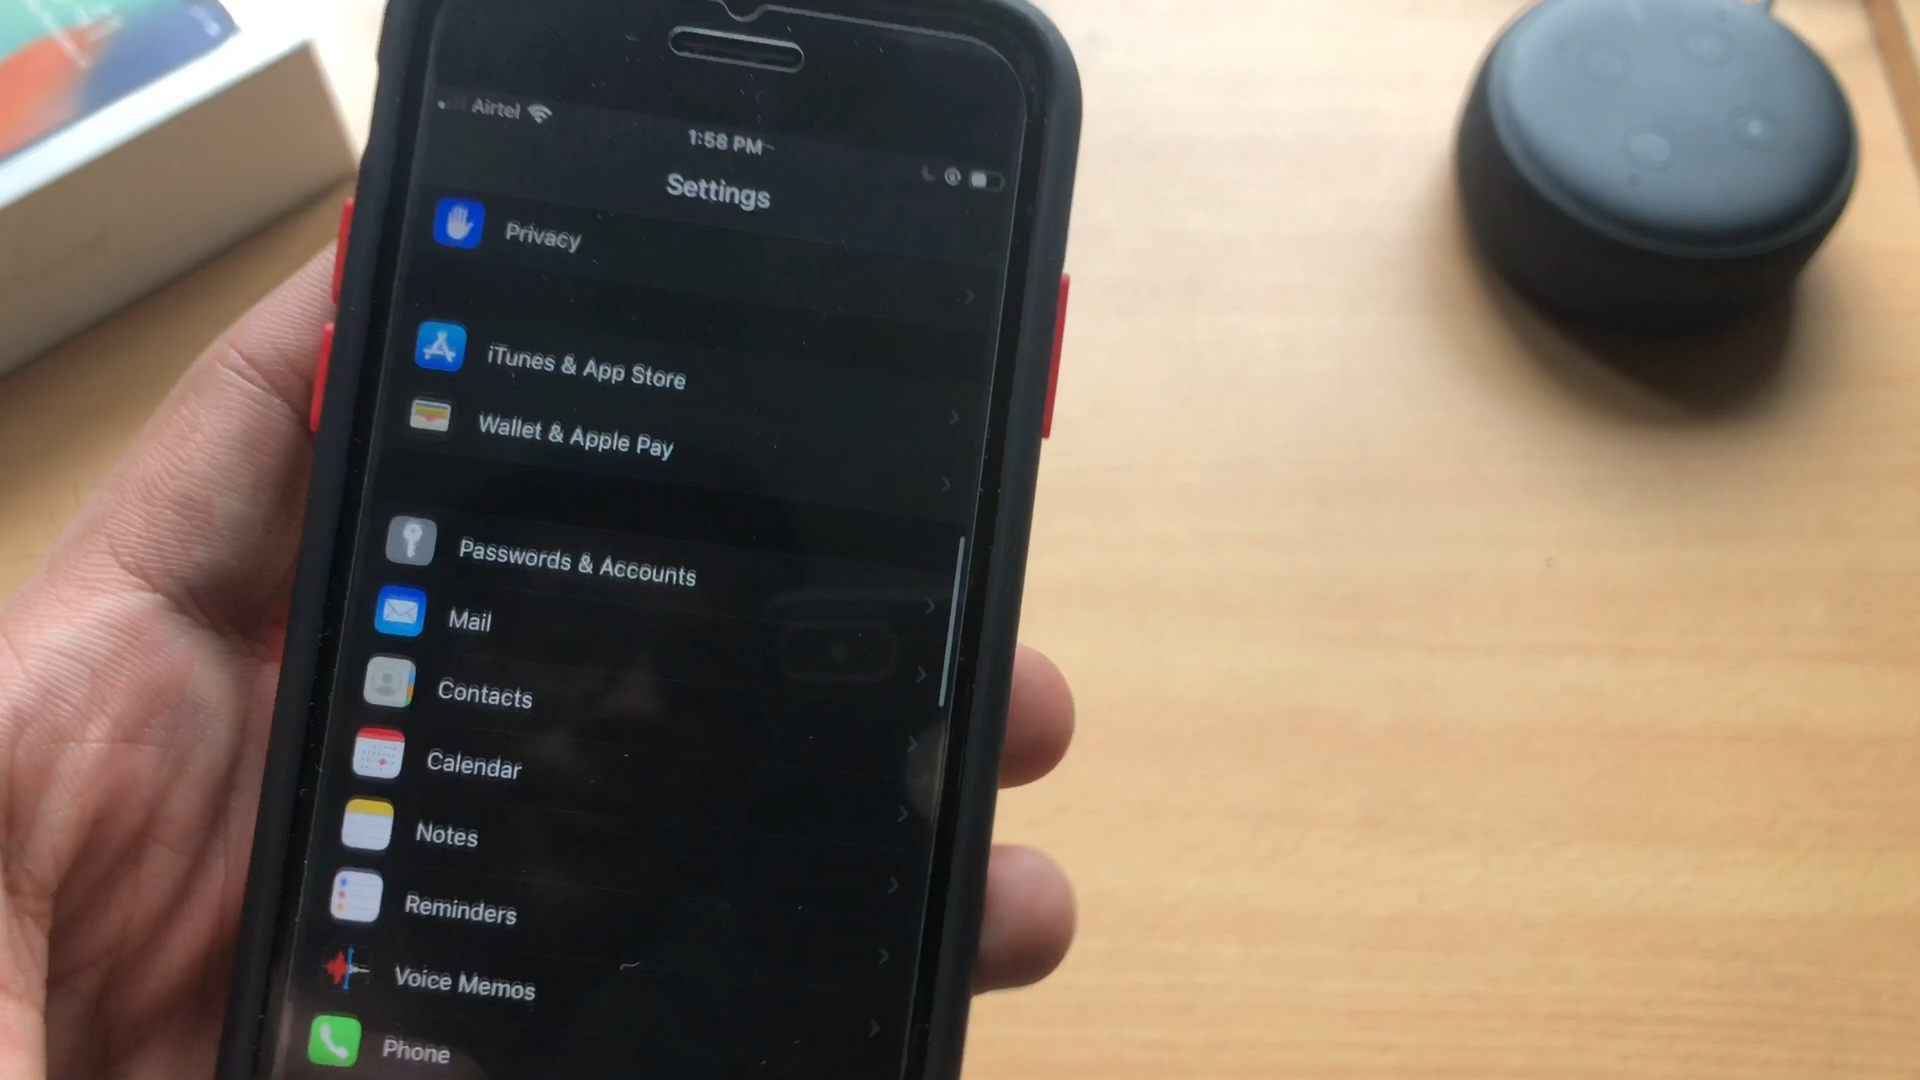 Airtel
1:58 PM
Settings
Privacy
iTunes & App Store
Wallet & Apple Pay
Passwords & Accounts
Mail
Contacts
Calendar
Notes
Reminders
Voice Memos
Phone